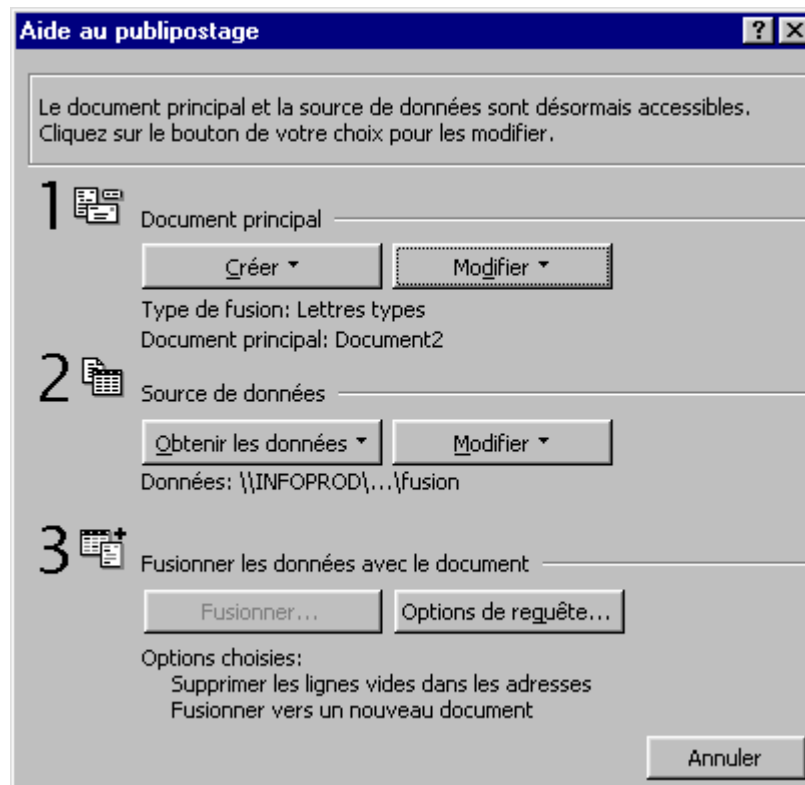 Aide au publipostage
Le document principal et la source de données sont désormais accessibles.
Cliquez sur le bouton de votre choix pour les modifier.
1
Document principal
Créer Modifier
Type de fusion: Lettres types
Document principal: Document2
2
Source de données
Obtenir les données Modifier
Données: \\INFOPROD\...\fusion
3
Fusionner les données avec le document
Fusionner... Options de requête...
Options choisies:
Supprimer les lignes vides dans les adresses
Fusionner vers un nouveau document
Annuler